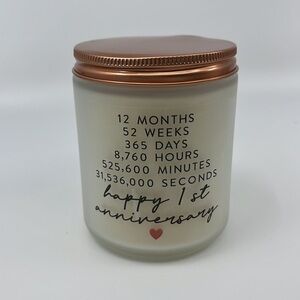 12 MONTHS
52 WEEKS
365 DAYS
8,760 HOURS
525,600 MINUTES
31,536,000 SECONDS
happy 1st
anniversary